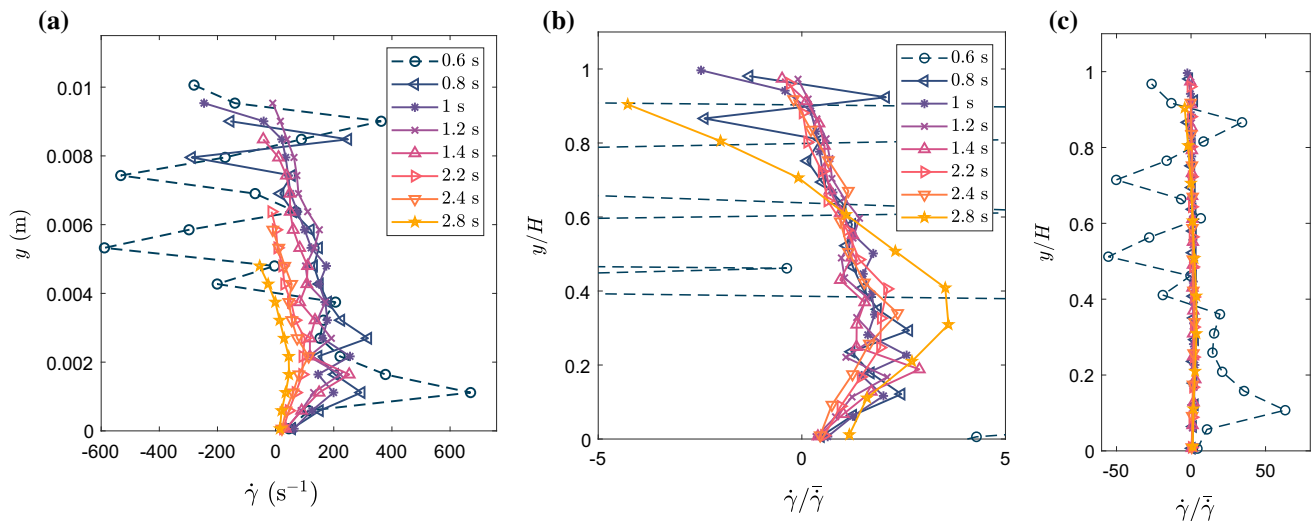 (a)
0.01
0.008
0.006
0.004
0.002
0
y (m)
-600
-400
-200
0
200
400
600
γ̇ (s⁻¹)
0.6 s
0.8 s
1 s
1.2 s
1.4 s
2.2 s
2.4 s
2.8 s
(b)
1
0.8
0.6
0.4
0.2
0
y/H
-5
0
5
γ̇/γ̇̄
0.6 s
0.8 s
1 s
1.2 s
1.4 s
2.2 s
2.4 s
2.8 s
(c)
1
0.8
0.6
0.4
0.2
0
y/H
-50
0
50
γ̇/γ̇̄